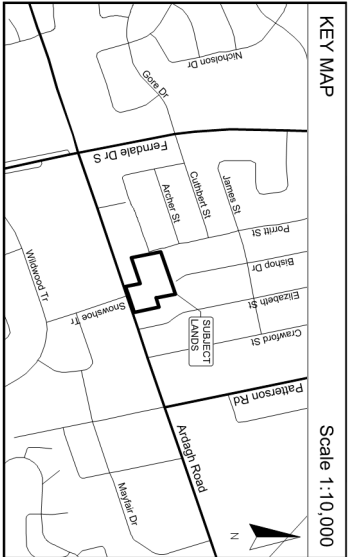 KEY MAP
Scale 1:10,000
Nicholson Dr
Gore Dr
Ferndale Dr S
James St
Cuthbert St
Archer St
Porritt St
Bishop Dr
Elizabeth St
Crawford St
SUBJECT
LANDS
Patterson Rd
Wildwood Tr
Snowshoe Tr
Ardagh Road
Mayfair Dr
N